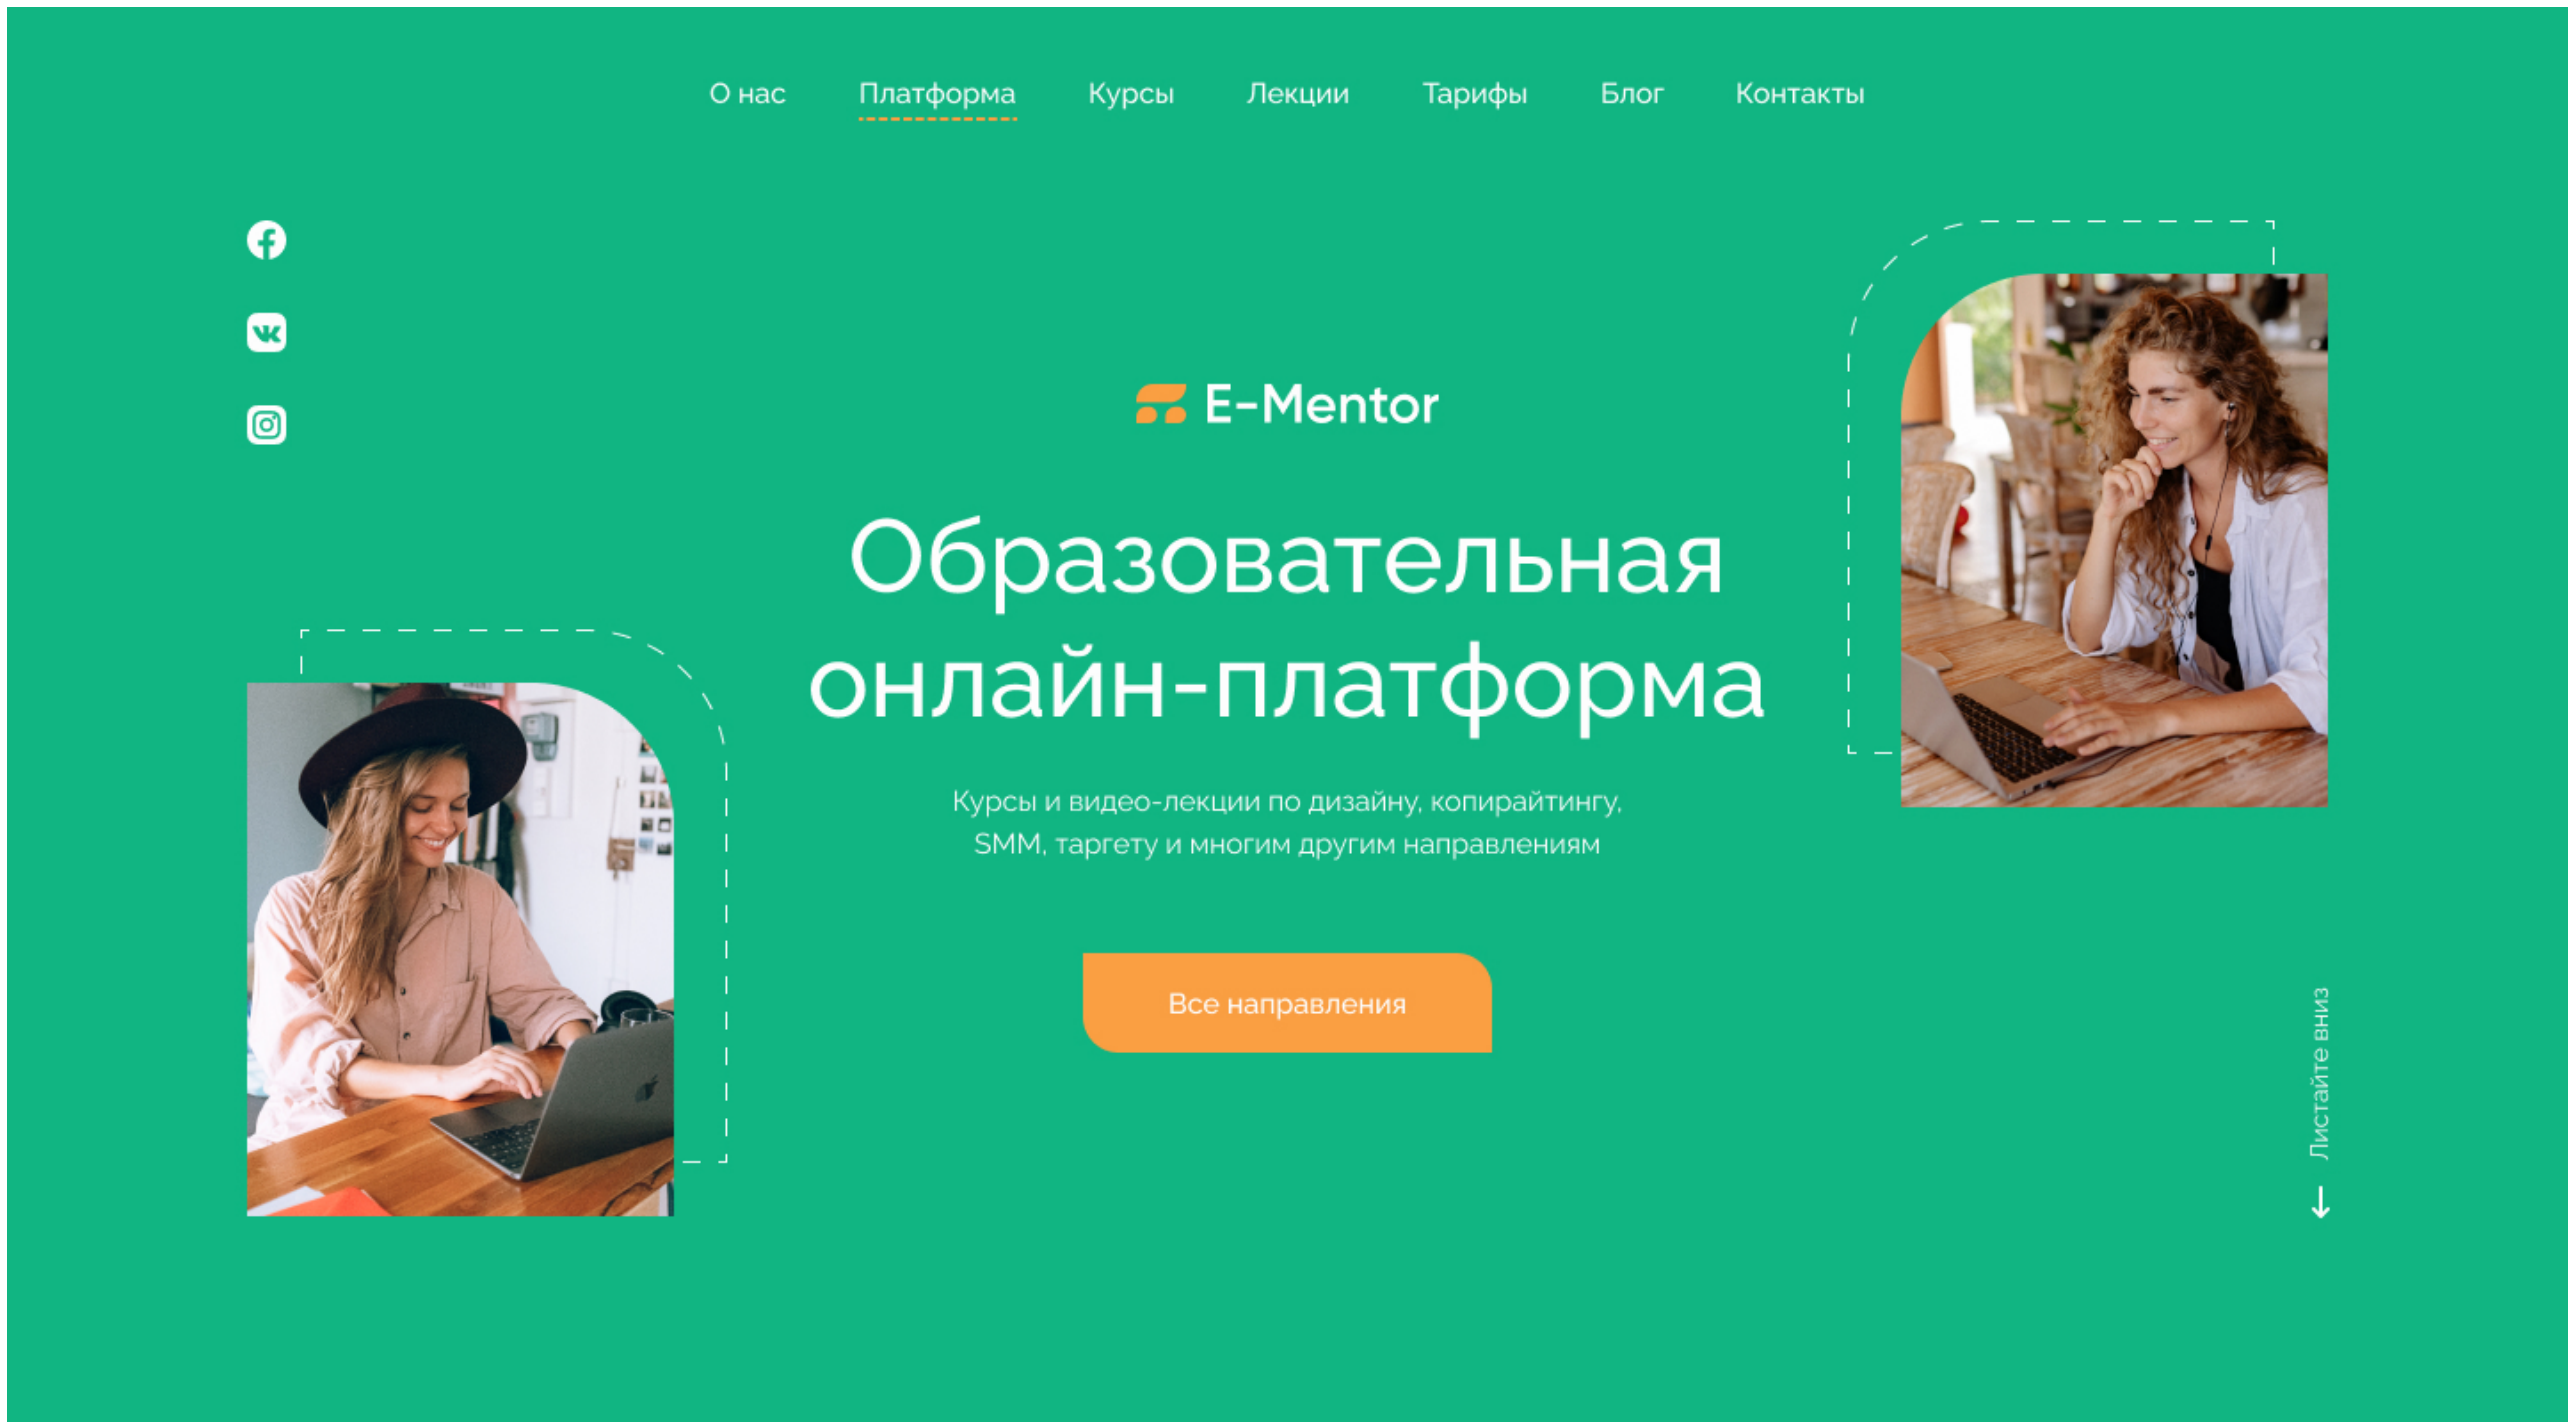 О нас Платформа Курсы Лекции Тарифы Блог Контакты
E-Mentor
Образовательная
онлайн-платформа
Курсы и видео-лекции по дизайну, копирайтингу,
SMM, таргету и многим другим направлениям
Все направления
Листайте вниз